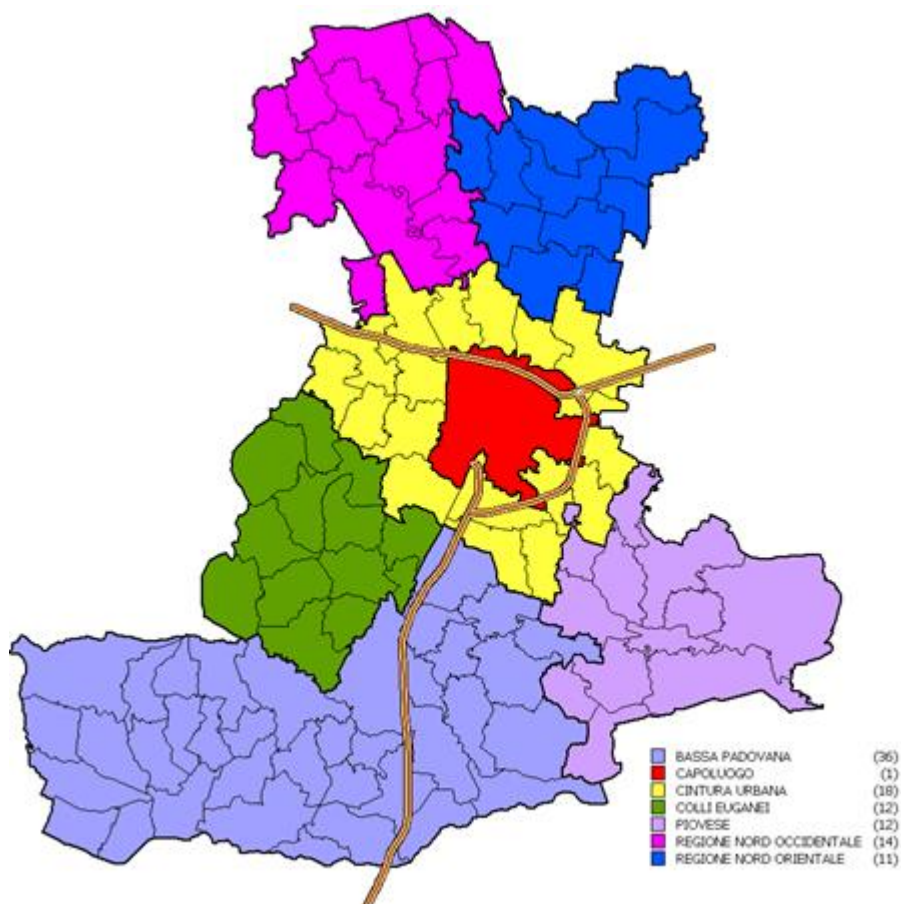 BASSA PADOVANA (36)
CAPOLUOGO (1)
CINTURA URBANA (18)
COLLI EUGANEI (12)
PIOVESE (12)
REGIONE NORD OCCIDENTALE (14)
REGIONE NORD ORIENTALE (11)